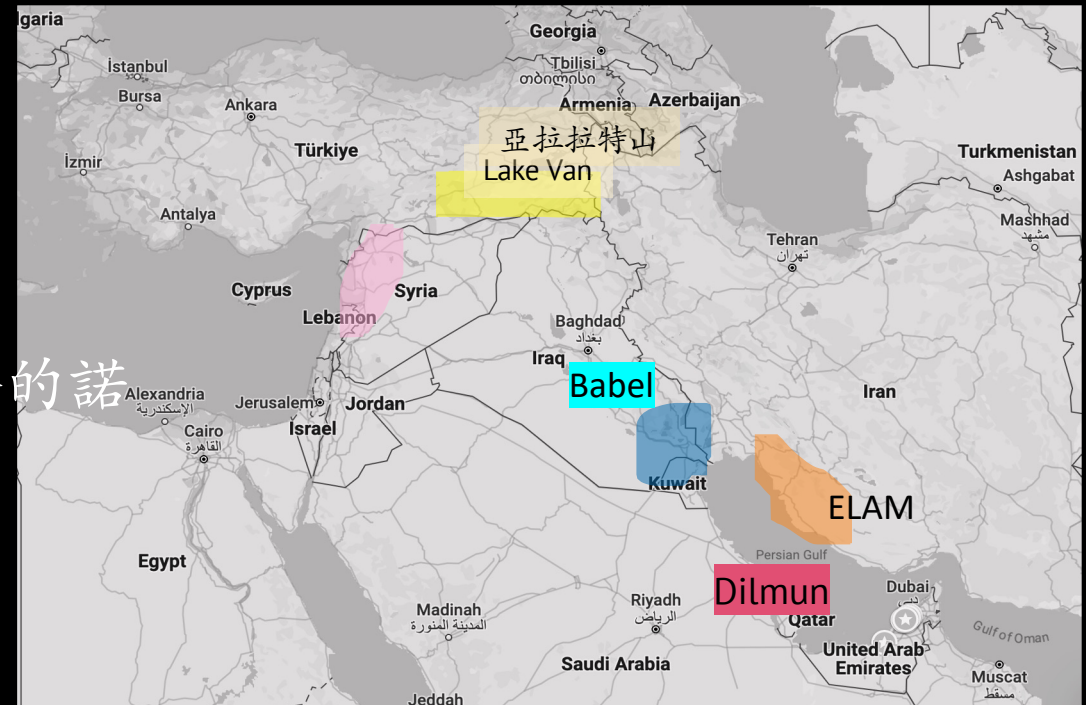 lgaria
Georgia
İstanbul
Tbilisi
თბილისი
Bursa
Ankara
Armenia
Azerbaijan
亞拉拉特山
Türkiye
Lake Van
İzmir
Turkmenistan
Ashgabat
Antalya
Mashhad
مشهد
Tehran
تهران
Cyprus
Syria
Lebanon
Baghdad
بغداد
Iraq
Babel
的諾
Alexandria
الإسكندرية
Jerusalem
Jordan
Iran
Israel
Cairo
القاهرة
Kuwait
ELAM
Persian Gulf
Egypt
Dilmun
Dubai
دبي
Riyadh
الرياض
Qatar
Madinah
المدينة المنورة
Gulf of Oman
United Arab
Emirates
Saudi Arabia
Muscat
مسقط
Jeddah